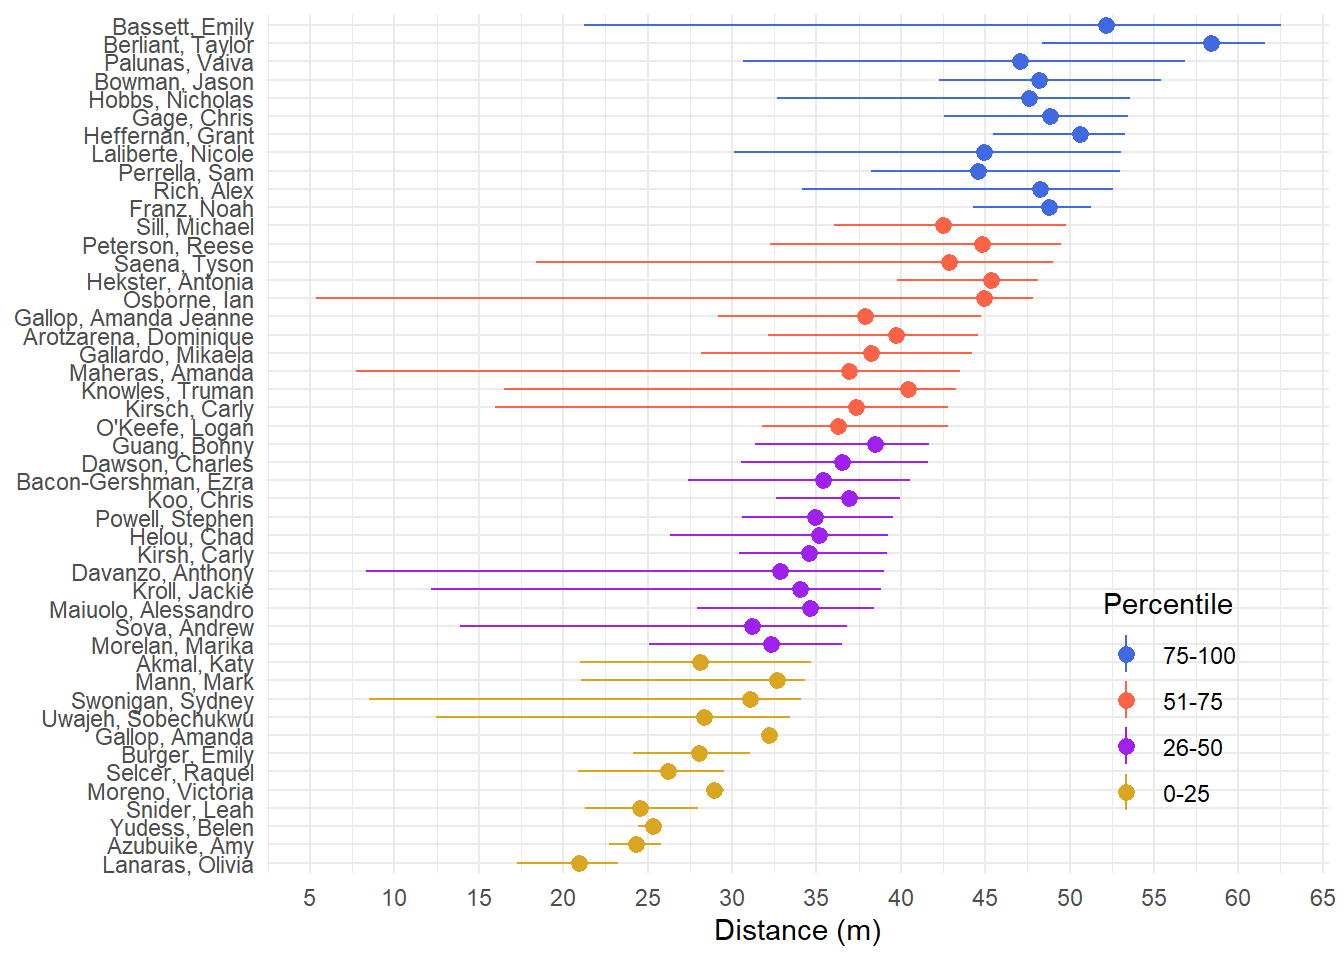 Bassett, Emily
Berliant, Taylor
Palunas, Vaiva
Bowman, Jason
Hobbs, Nicholas
Gage, Chris
Heffernan, Grant
Laliberte, Nicole
Perrella, Sam
Rich, Alex
Franz, Noah
Sill, Michael
Peterson, Reese
Saena, Tyson
Hekster, Antonia
Osborne, Ian
Gallop, Amanda Jeanne
Arotzarena, Dominique
Gallardo, Mikaela
Maheras, Amanda
Knowles, Truman
Kirsch, Carly
O'Keefe, Logan
Guang, Bonny
Dawson, Charles
Bacon-Gershman, Ezra
Koo, Chris
Powell, Stephen
Helou, Chad
Kirsh, Carly
Davanzo, Anthony
Kroll, Jackie
Maiuolo, Alessandro
Sova, Andrew
Morelan, Marika
Akmal, Katy
Mann, Mark
Swonigan, Sydney
Uwajeh, Sobechukwu
Gallop, Amanda
Burger, Emily
Selcer, Raquel
Moreno, Victoria
Snider, Leah
Yudess, Belen
Azubuike, Amy
Lanaras, Olivia
Percentile
75-100
51-75
26-50
0-25
5 10 15 20 25 30 35 40 45 50 55 60 65
Distance (m)